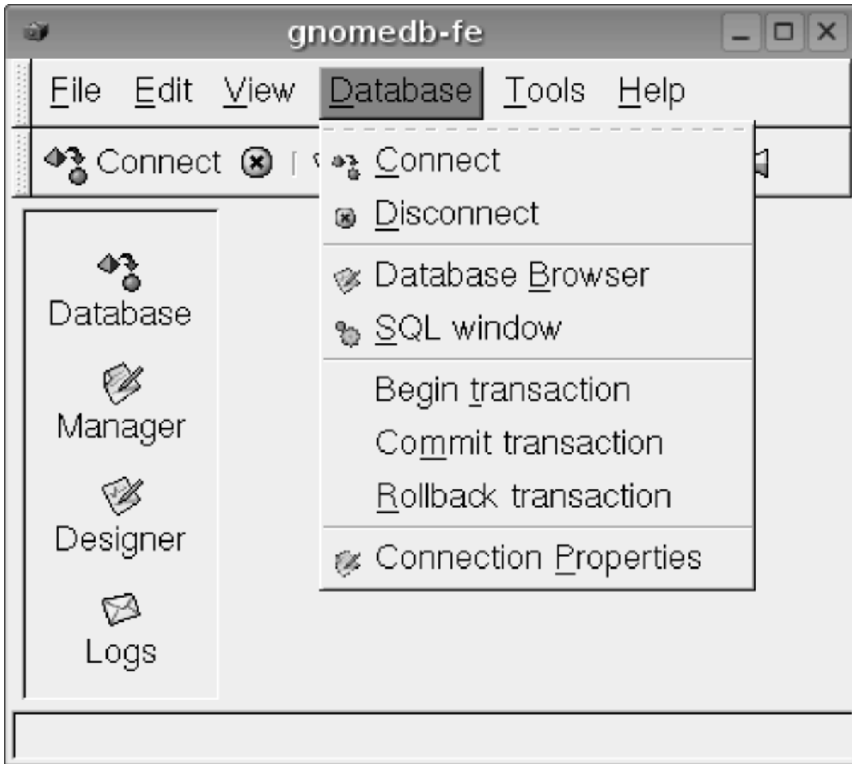 gnomedb-fe
File Edit View Database Tools Help
Connect
Connect
Disconnect
Database Browser
SQL window
Begin transaction
Commit transaction
Rollback transaction
Connection Properties
Database
Manager
Designer
Logs